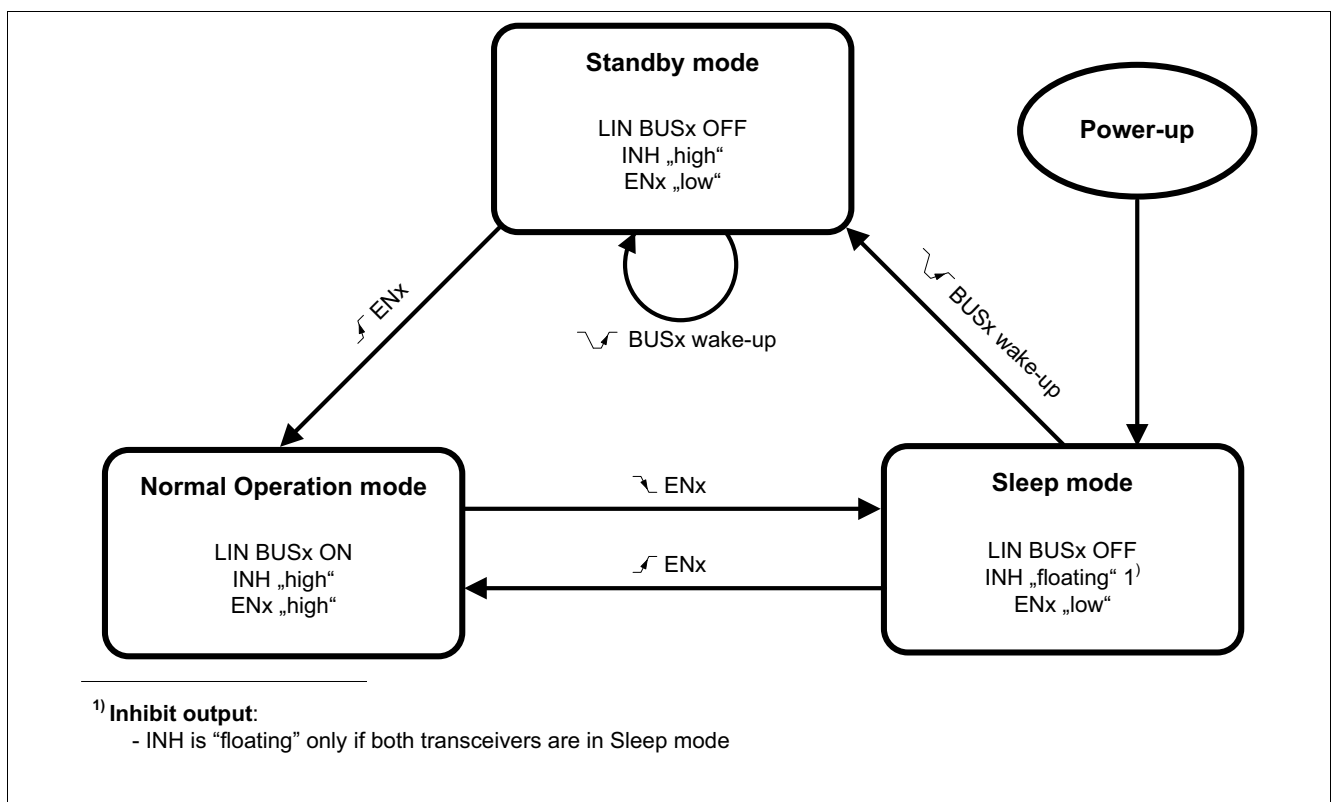 Standby mode
LIN BUSx OFF
INH „high“
ENx „low“
Power-up
ENx
BUSx wake-up
BUSx wake-up
Normal Operation mode
LIN BUSx ON
INH „high“
ENx „high“
ENx
ENx
Sleep mode
LIN BUSx OFF
INH „floating“ 1)
ENx „low“
1) Inhibit output:
- INH is “floating” only if both transceivers are in Sleep mode